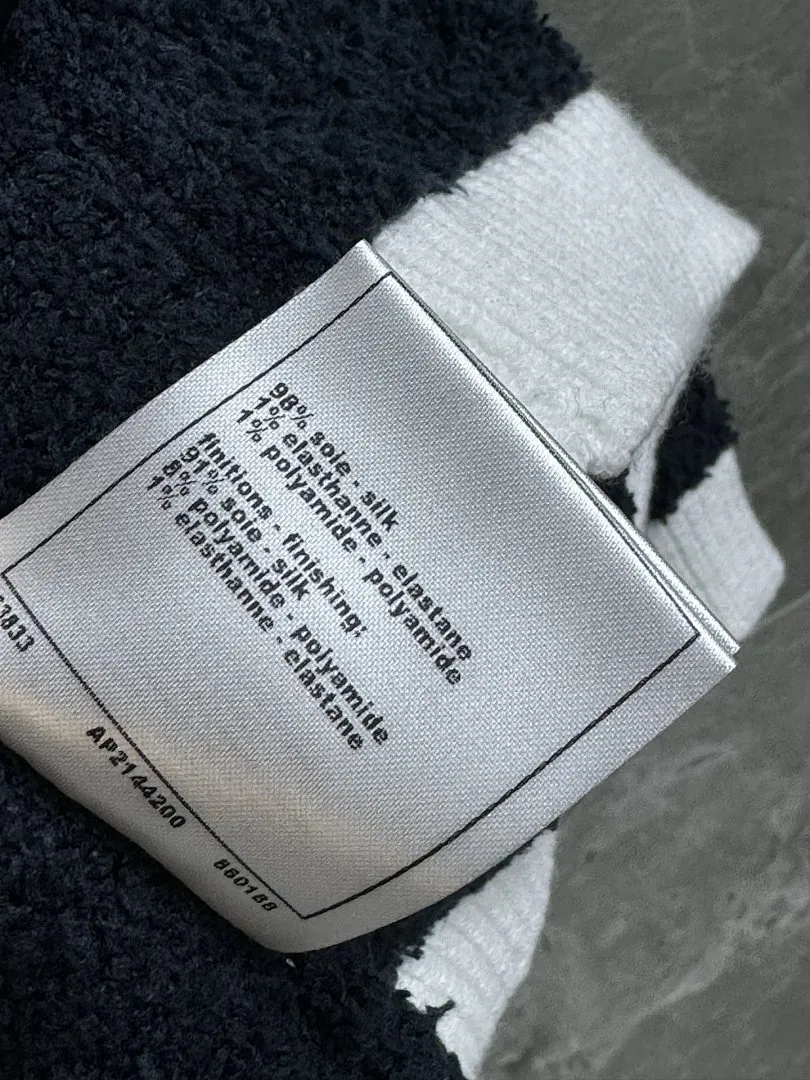 98% soie - silk
1% elasthanne - elastane
1% polyamide - polyamide
finitions - finishing:
91% soie - silk
8% polyamide - polyamide
1% elasthanne - elastane
AP2144200
860188